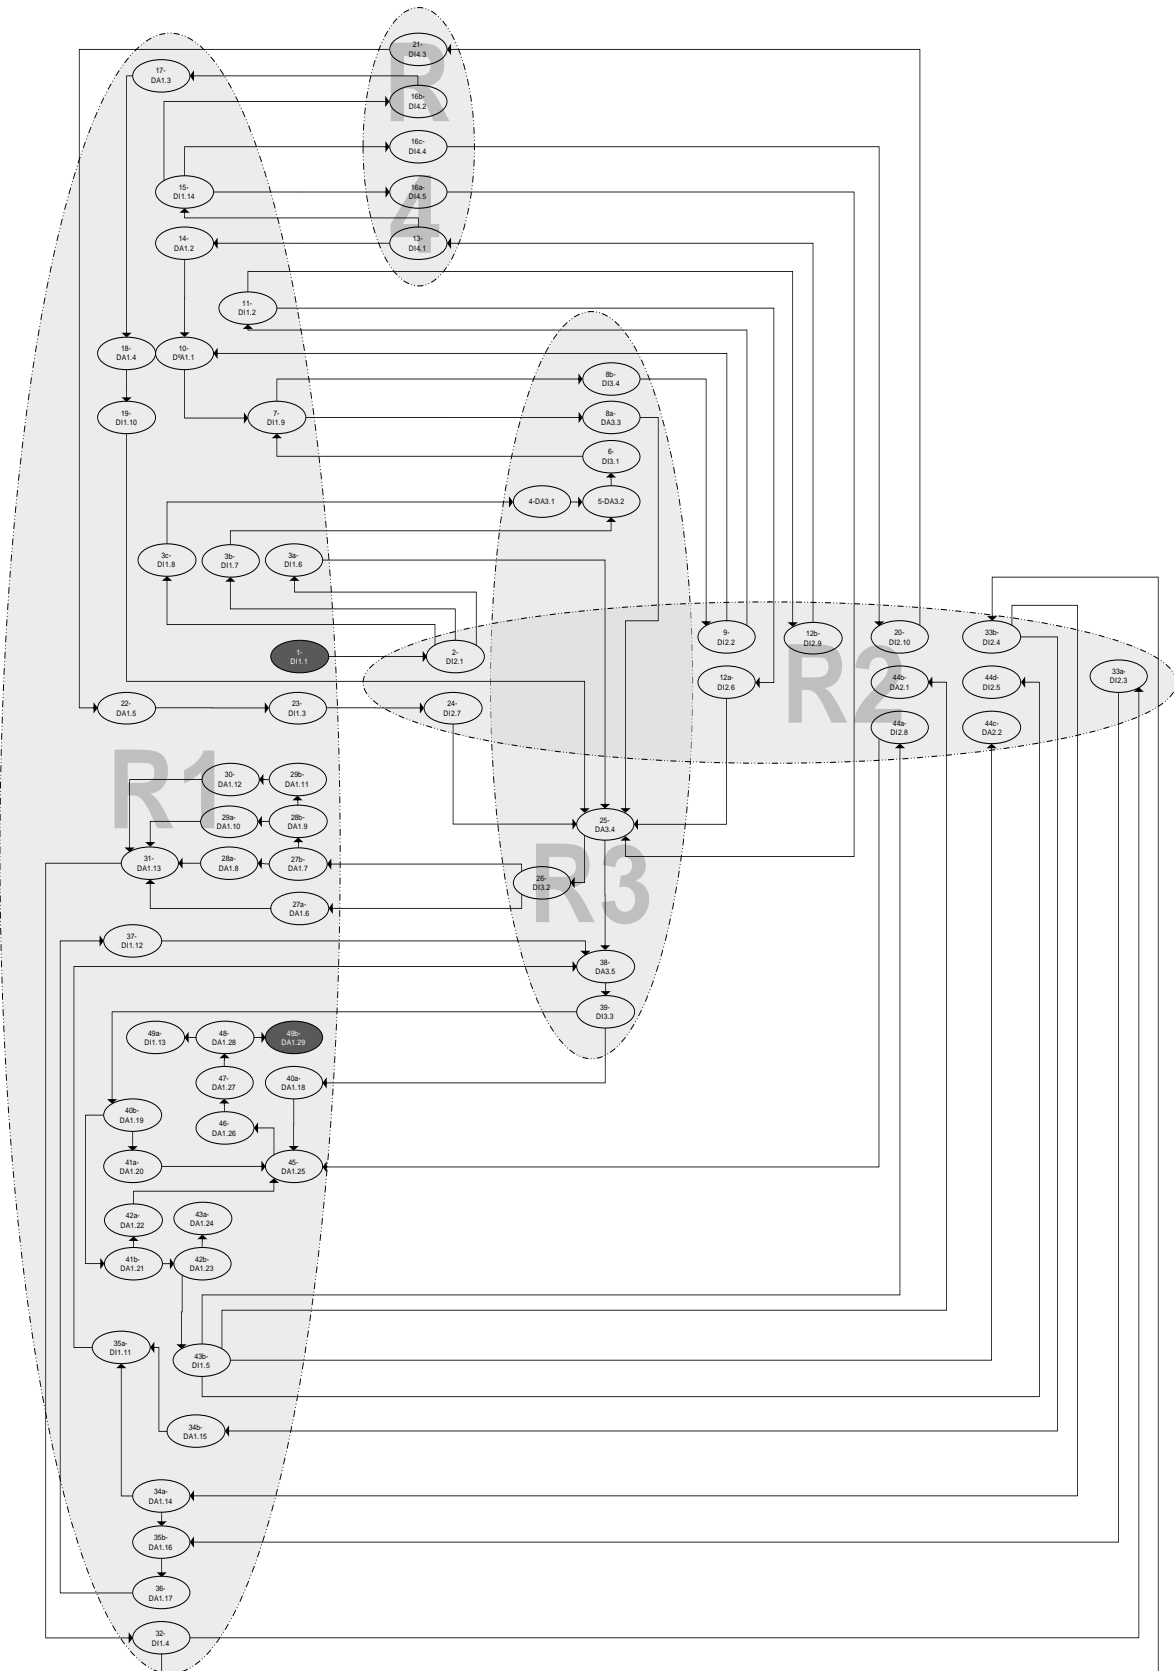 21-
DI4.3
17-
DA1.3
R
16b-
DI4.2
16c-
DI4.4
15-
DI1.14
16a-
DI4.5
4
14-
DA1.2
13-
DI4.1
11-
DI1.2
18-
DA1.4
10-
DºA1.1
8b-
DI3.4
19-
DI1.10
7-
DI1.9
8a-
DA3.3
6-
DI3.1
4-DA3.1
5-DA3.2
3c-
DI1.8
3b-
DI1.7
3a-
DI1.6
1-
DI1.1
2-
DI2.1
9-
DI2.2
12b-
DI2.9
20-
DI2.10
33b-
DI2.4
R2
12a-
DI2.6
44b-
DA2.1
44d-
DI2.5
33a-
DI2.3
22-
DA1.5
23-
DI1.3
24-
DI2.7
44a-
DI2.8
44c-
DA2.2
R1
30-
DA1.12
29b-
DA1.11
29a-
DA1.10
28b-
DA1.9
25-
DA3.4
31-
DA1.13
28a-
DA1.8
27b-
DA1.7
26-
DI3.2
R3
27a-
DA1.6
37-
DI1.12
38-
DA3.5
39-
DI3.3
49a-
DI1.13
48-
DA1.28
49b-
DA1.29
47-
DA1.27
40a-
DA1.18
40b-
DA1.19
46-
DA1.26
41a-
DA1.20
45-
DA1.25
42a-
DA1.22
43a-
DA1.24
41b-
DA1.21
42b-
DA1.23
35a-
DI1.11
43b-
DI1.5
34b-
DA1.15
34a-
DA1.14
35b-
DA1.16
36-
DA1.17
32-
DI1.4